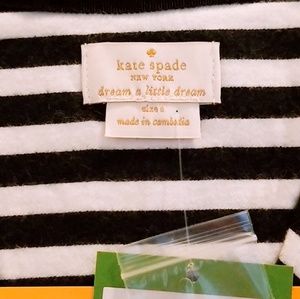 kate spade
NEW YORK
dream a little dream
size s
made in cambodia